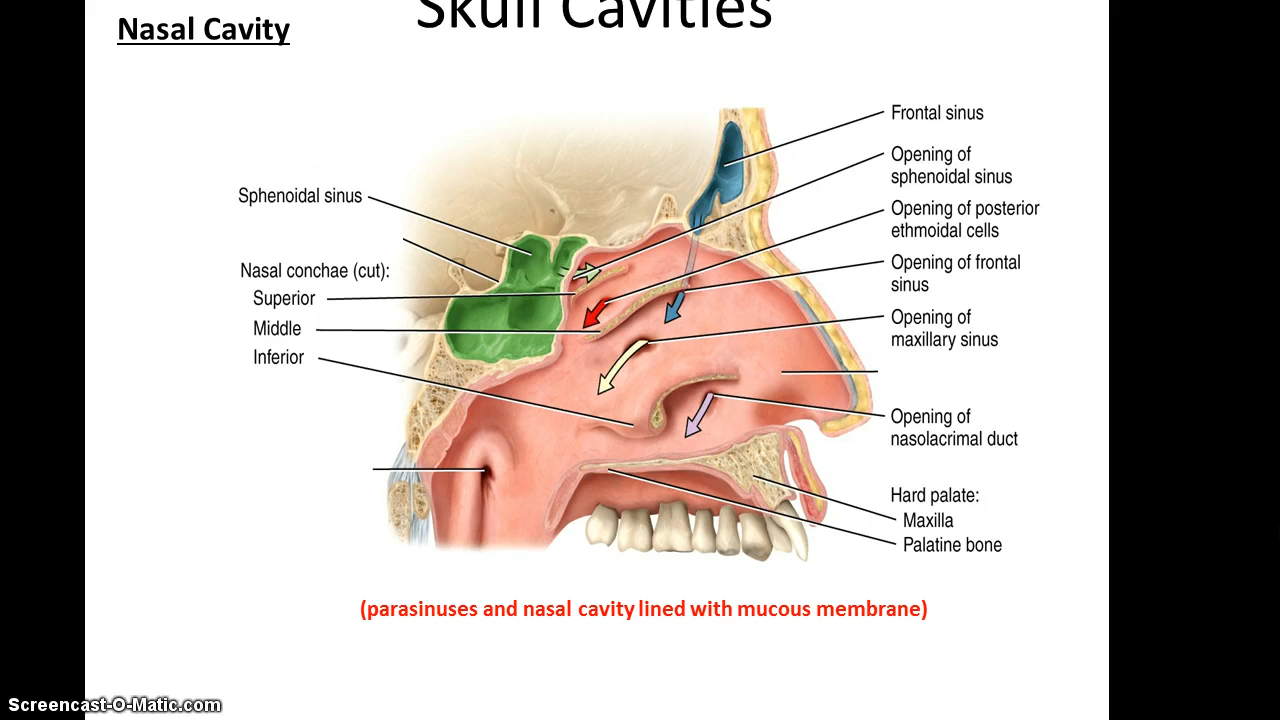 Skull Cavities
Nasal Cavity
Frontal sinus
Opening of
sphenoidal sinus
Sphenoidal sinus
Opening of posterior
ethmoidal cells
Nasal conchae (cut):
Superior
Middle
Inferior
Opening of frontal
sinus
Opening of
maxillary sinus
Opening of
nasolacrimal duct
Hard palate:
Maxilla
Palatine bone
(parasinuses and nasal cavity lined with mucous membrane)
Screencast-O-Matic.com